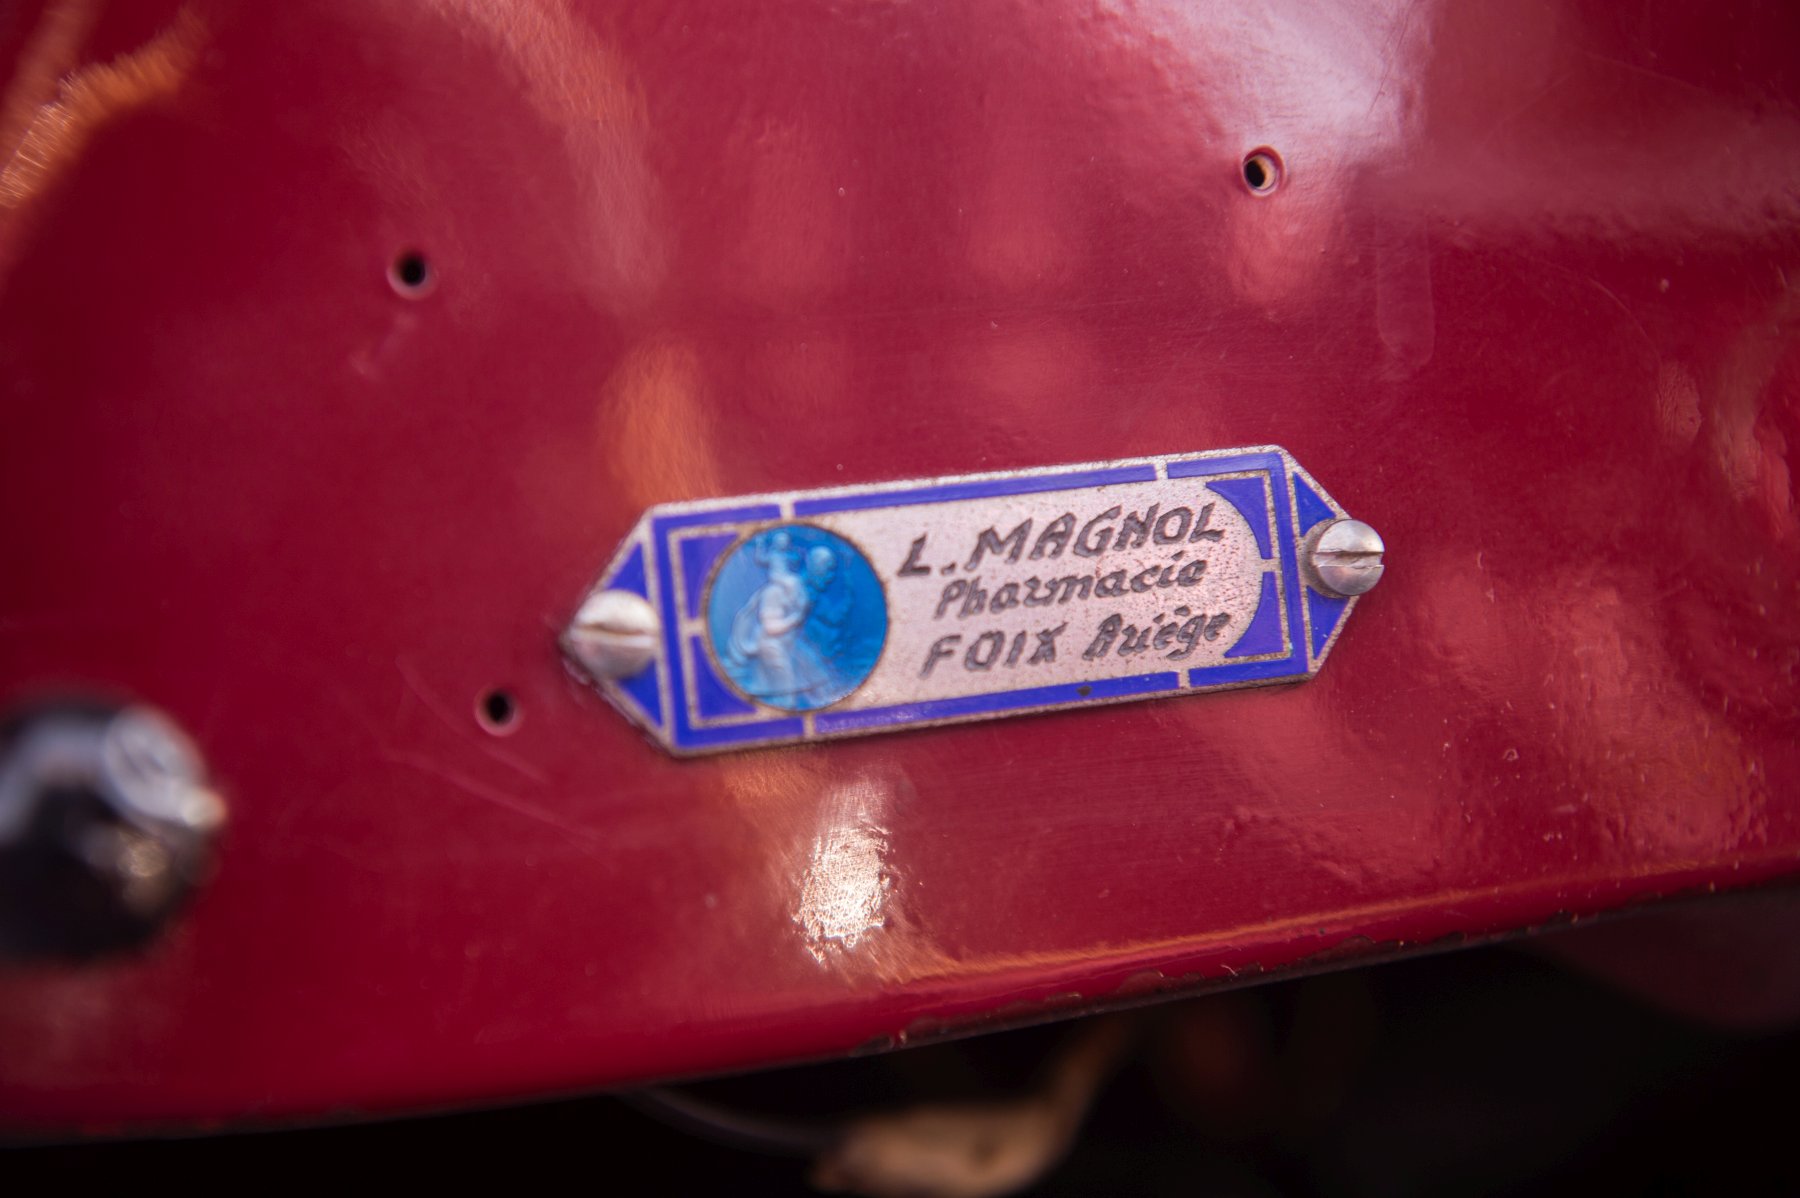 L. MAGNOL
Pharmacie
FOIX Ariège